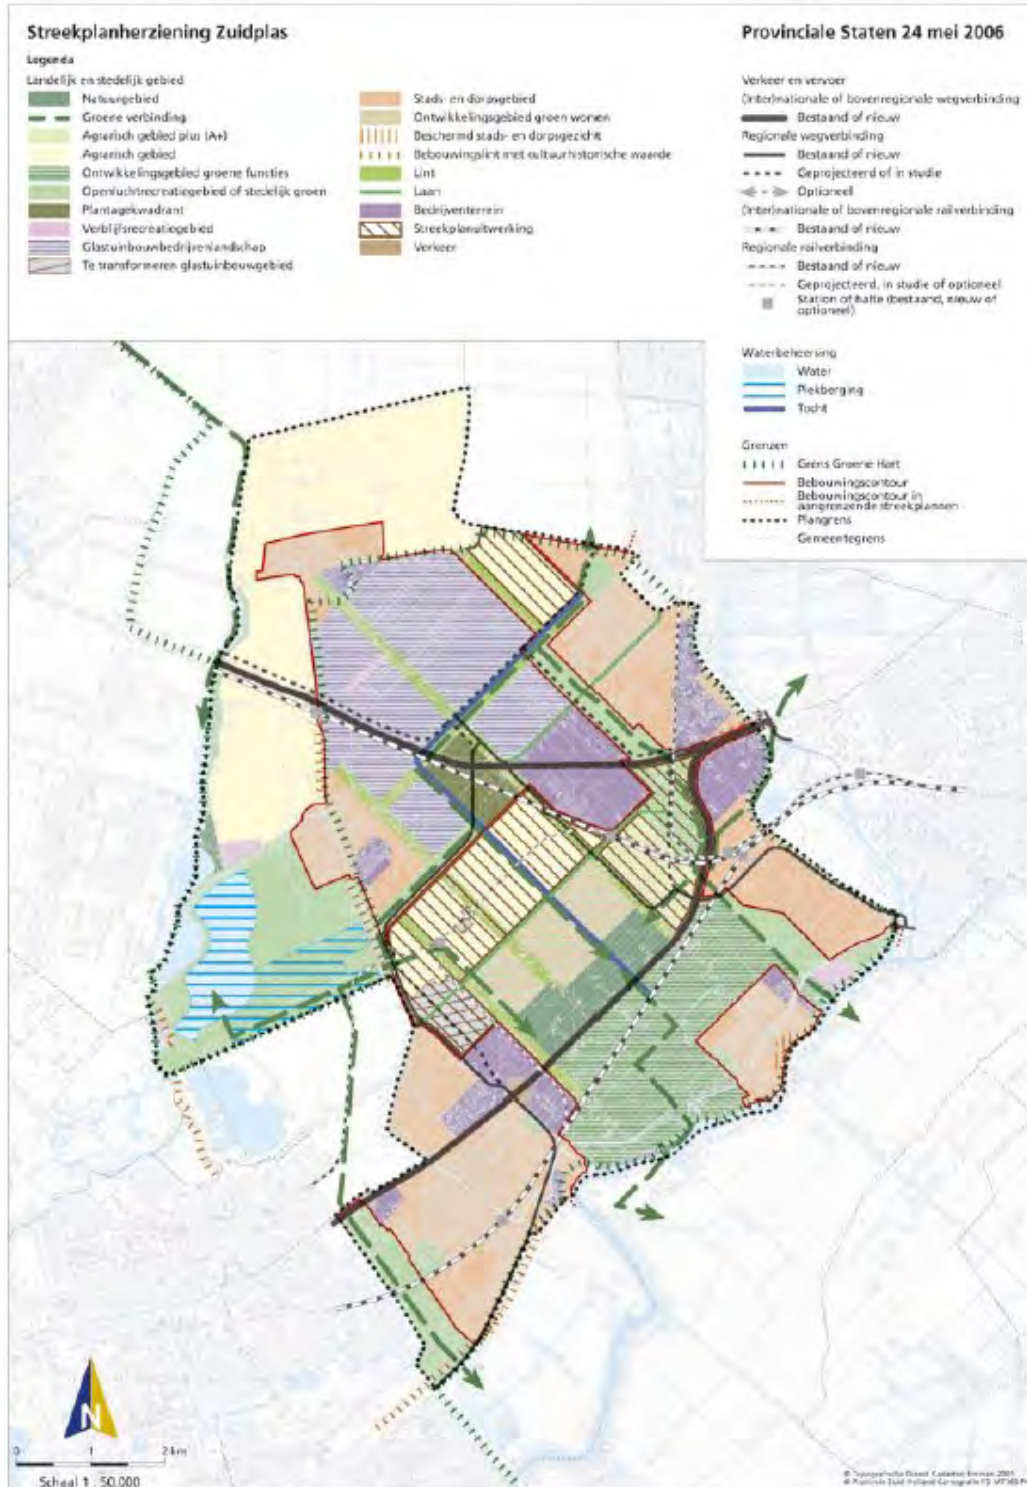 Streekplanherziening Zuidplas
Legenda
Landelijk en stedelijk gebied
Natuurgebied
Groene verbinding
Agrarisch gebied plus (A+)
Agrarisch gebied
Ontwikkelingsgebied groene functies
Openluchtrecreatiegebied of stedelijk groen
Plantagekwadrant
Verblijfsrecreatiegebied
Glastuinbouwbedrijvenlandschap
Te transformeren glastuinbouwgebied
Stads- en dorpsgebied
Ontwikkelingsgebied groen wonen
Beschermd stads- en dorpsgezicht
Bebouwingslint met cultuurhistorische waarde
Lint
Laan
Bedrijventerrein
Streekplanuitwerking
Verkeer
Provinciale Staten 24 mei 2006
Verkeer en vervoer
(Inter)nationale of bovenregionale wegverbinding
Bestaand of nieuw
Regionale wegverbinding
Bestaand of nieuw
Geprojecteerd of in studie
Optioneel
(Inter)nationale of bovenregionale railverbinding
Bestaand of nieuw
Regionale railverbinding
Bestaand of nieuw
Geprojecteerd, in studie of optioneel
Station of halte (bestaand, nieuw of
optioneel)
Waterbeheersing
Water
Piekberging
Tocht
Grenzen
Grens Groene Hart
Bebouwingscontour
Bebouwingscontour in
aangrenzende streekplannen
Plangrens
Gemeentegrens
N
0 1 2 km
Schaal 1 : 50.000